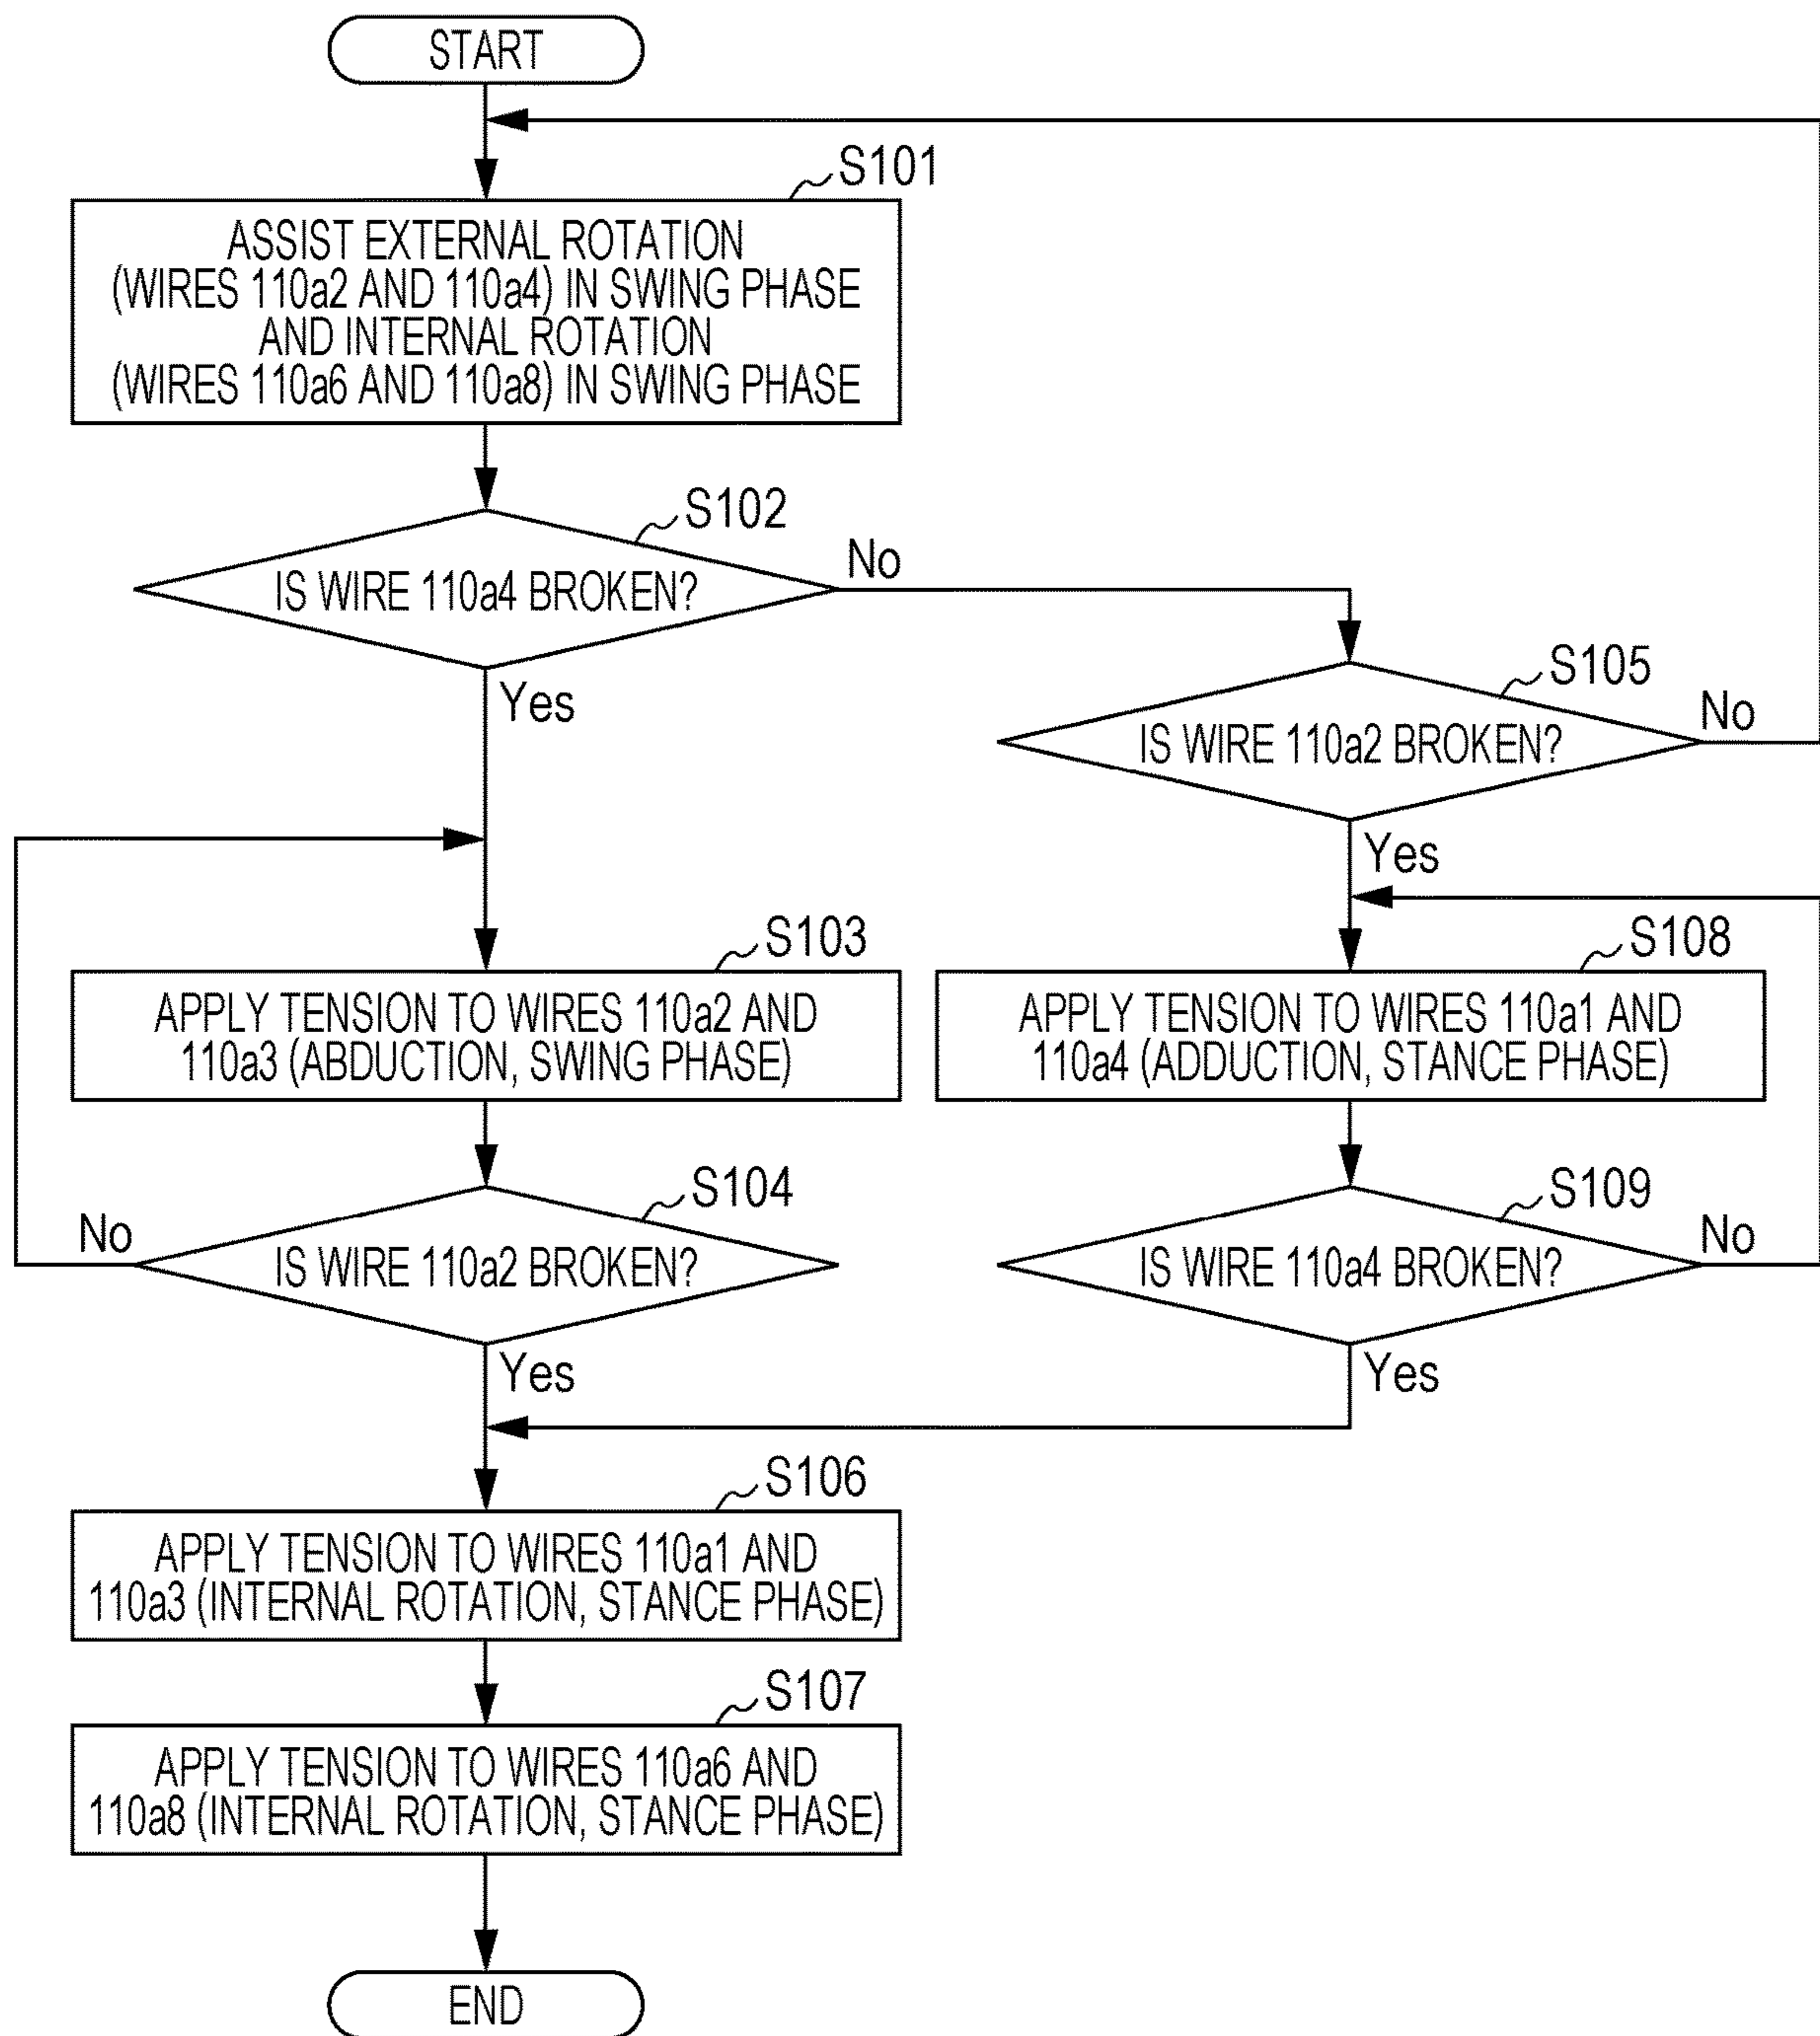 START
S101
ASSIST EXTERNAL ROTATION
(WIRES 110a2 AND 110a4) IN SWING PHASE
AND INTERNAL ROTATION
(WIRES 110a6 AND 110a8) IN SWING PHASE
S102
IS WIRE 110a4 BROKEN?
No
Yes
S105
IS WIRE 110a2 BROKEN?
No
Yes
S103
APPLY TENSION TO WIRES 110a2 AND
110a3 (ABDUCTION, SWING PHASE)
S108
APPLY TENSION TO WIRES 110a1 AND
110a4 (ADDUCTION, STANCE PHASE)
S104
IS WIRE 110a2 BROKEN?
No
Yes
S109
IS WIRE 110a4 BROKEN?
No
Yes
S106
APPLY TENSION TO WIRES 110a1 AND
110a3 (INTERNAL ROTATION, STANCE PHASE)
S107
APPLY TENSION TO WIRES 110a6 AND
110a8 (INTERNAL ROTATION, STANCE PHASE)
END